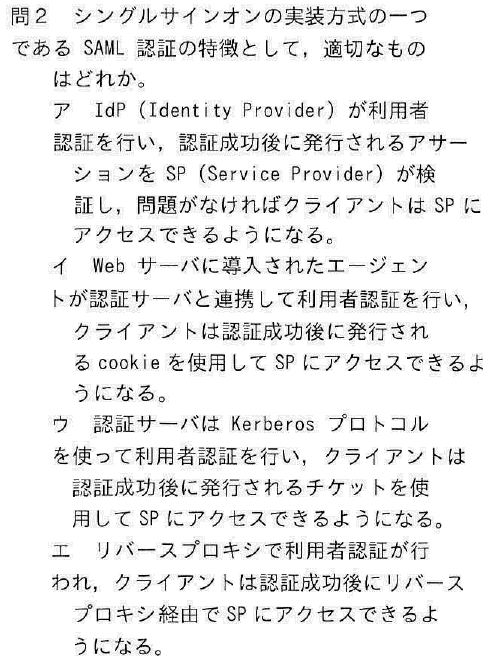 問２　シングルサインオンの実装方式の一つ
である SAML 認証の特徴として，適切なもの
はどれか。
ア　IdP（Identity Provider）が利用者
認証を行い，認証成功後に発行されるアサー
ションを SP（Service Provider）が検
証し，問題がなければクライアントは SP に
アクセスできるようになる。
イ　Web サーバに導入されたエージェン
トが認証サーバと連携して利用者認証を行い，
クライアントは認証成功後に発行され
る cookie を使用して SP にアクセスできるよ
うになる。
ウ　認証サーバは Kerberos プロトコル
を使って利用者認証を行い，クライアントは
認証成功後に発行されるチケットを使
用して SP にアクセスできるようになる。
エ　リバースプロキシで利用者認証が行
われ，クライアントは認証成功後にリバース
プロキシ経由で SP にアクセスできるよ
うになる。